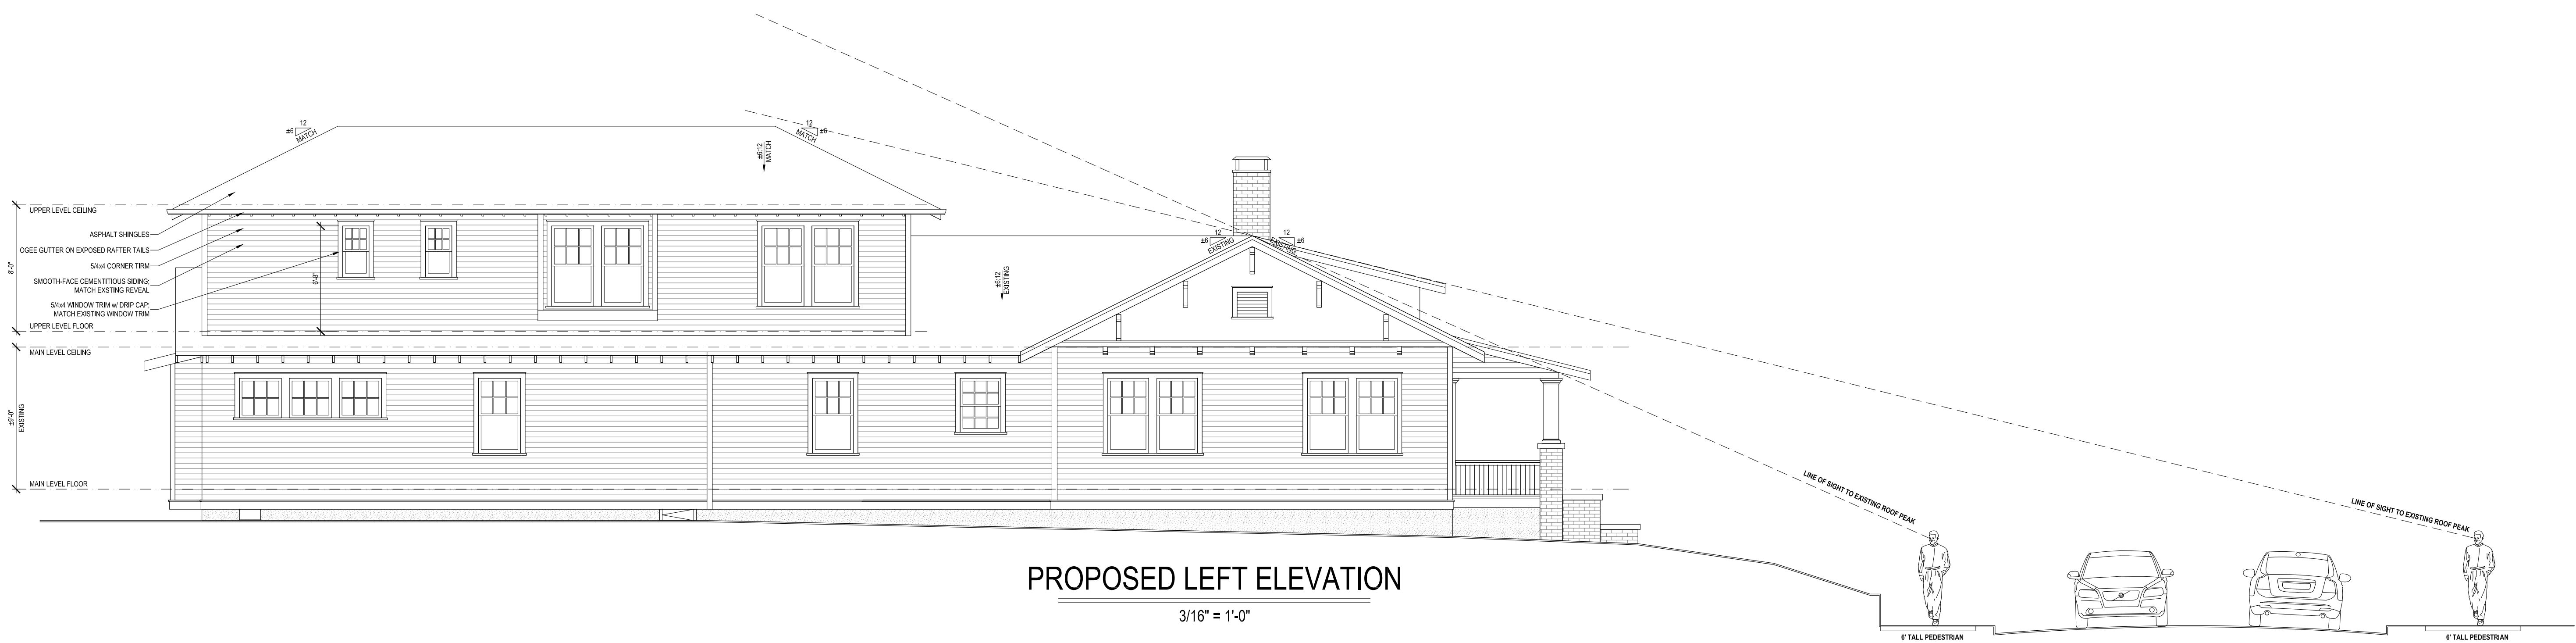 12
±6
MATCH
12
±6
MATCH
±6:12
MATCH
UPPER LEVEL CEILING
ASPHALT SHINGLES
OGEE GUTTER ON EXPOSED RAFTER TAILS
5/4x4 CORNER TIRM
SMOOTH-FACE CEMENTITIOUS SIDING;
MATCH EXSTING REVEAL
5/4x4 WINDOW TRIM w/ DRIP CAP;
MATCH EXISTING WINDOW TRIM
8'-0"
6'-8"
UPPER LEVEL FLOOR
MAIN LEVEL CEILING
±9'-0"
EXISTING
MAIN LEVEL FLOOR
±6:12
EXISTING
12
±6
EXISTING
12
±6
EXISTING
LINE OF SIGHT TO EXISTING ROOF PEAK
LINE OF SIGHT TO EXISTING ROOF PEAK
PROPOSED LEFT ELEVATION
3/16" = 1'-0"
6' TALL PEDESTRIAN
6' TALL PEDESTRIAN